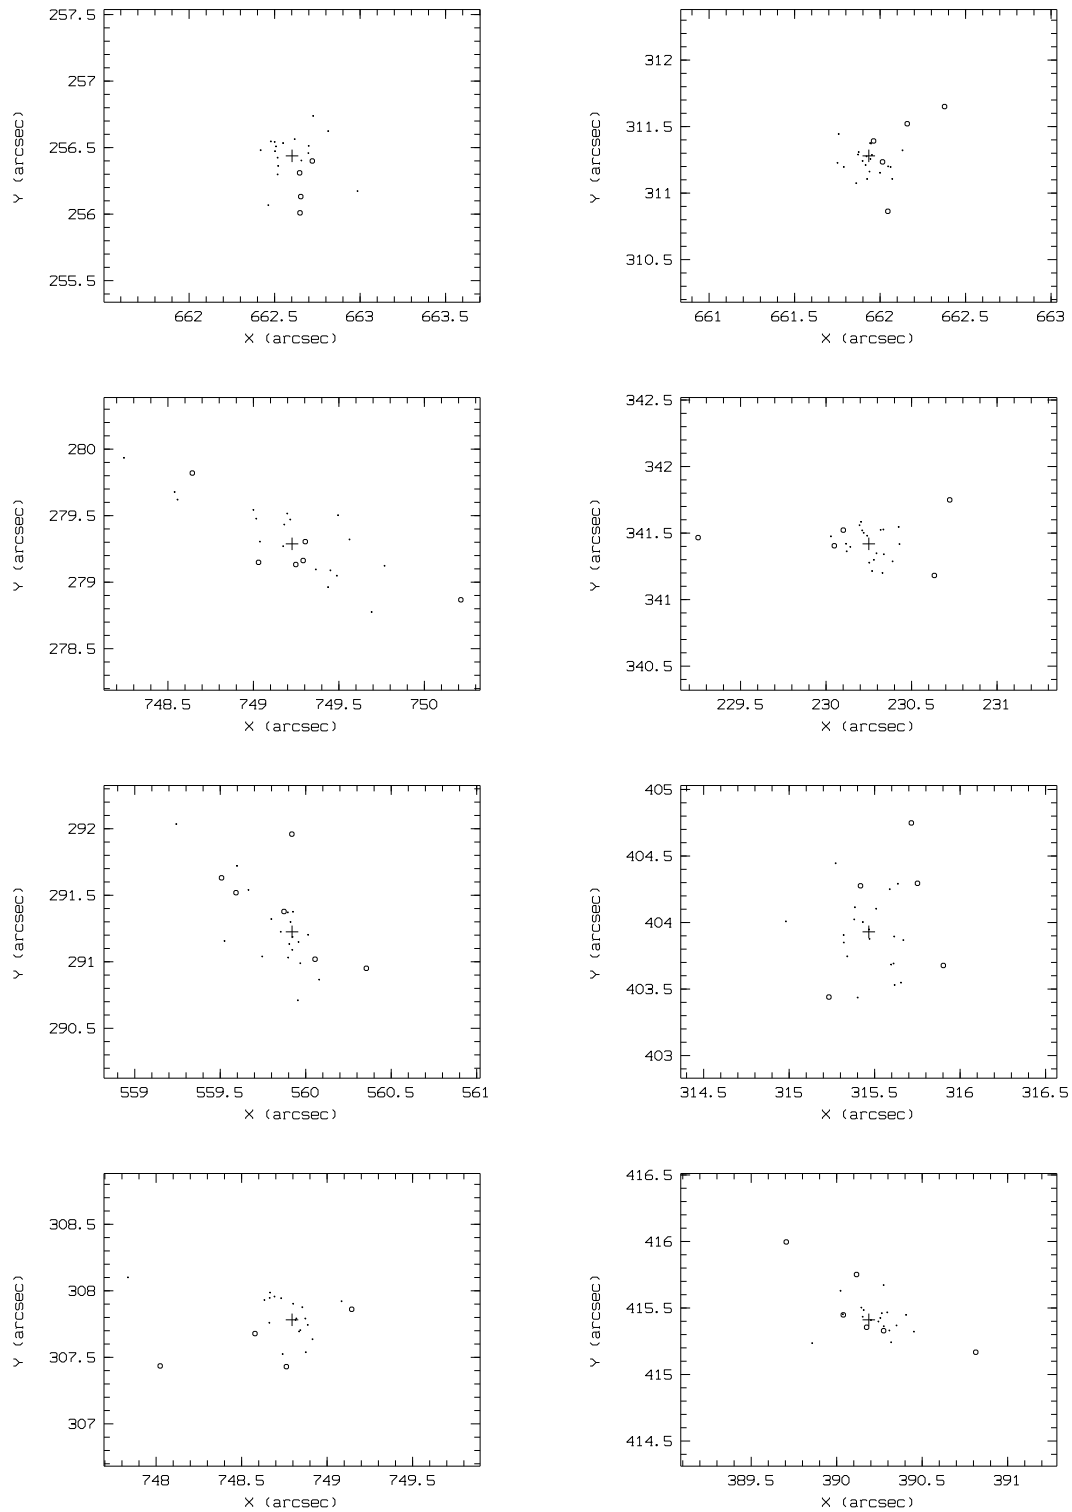 257.5
257
256.5
256
255.5
Y (arcsec)
662 662.5 663 663.5
X (arcsec)
312
311.5
311
310.5
Y (arcsec)
661 661.5 662 662.5 663
X (arcsec)
280
279.5
279
278.5
Y (arcsec)
748.5 749 749.5 750
X (arcsec)
342.5
342
341.5
341
340.5
Y (arcsec)
229.5 230 230.5 231
X (arcsec)
292
291.5
291
290.5
Y (arcsec)
559 559.5 560 560.5 561
X (arcsec)
405
404.5
404
403.5
403
Y (arcsec)
314.5 315 315.5 316 316.5
X (arcsec)
308.5
308
307.5
307
Y (arcsec)
748 748.5 749 749.5
X (arcsec)
416.5
416
415.5
415
414.5
Y (arcsec)
389.5 390 390.5 391
X (arcsec)